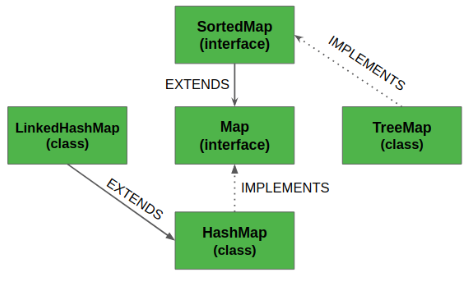 SortedMap
(interface)
IMPLEMENTS
EXTENDS
LinkedHashMap
(class)
Map
(interface)
TreeMap
(class)
EXTENDS
IMPLEMENTS
HashMap
(class)